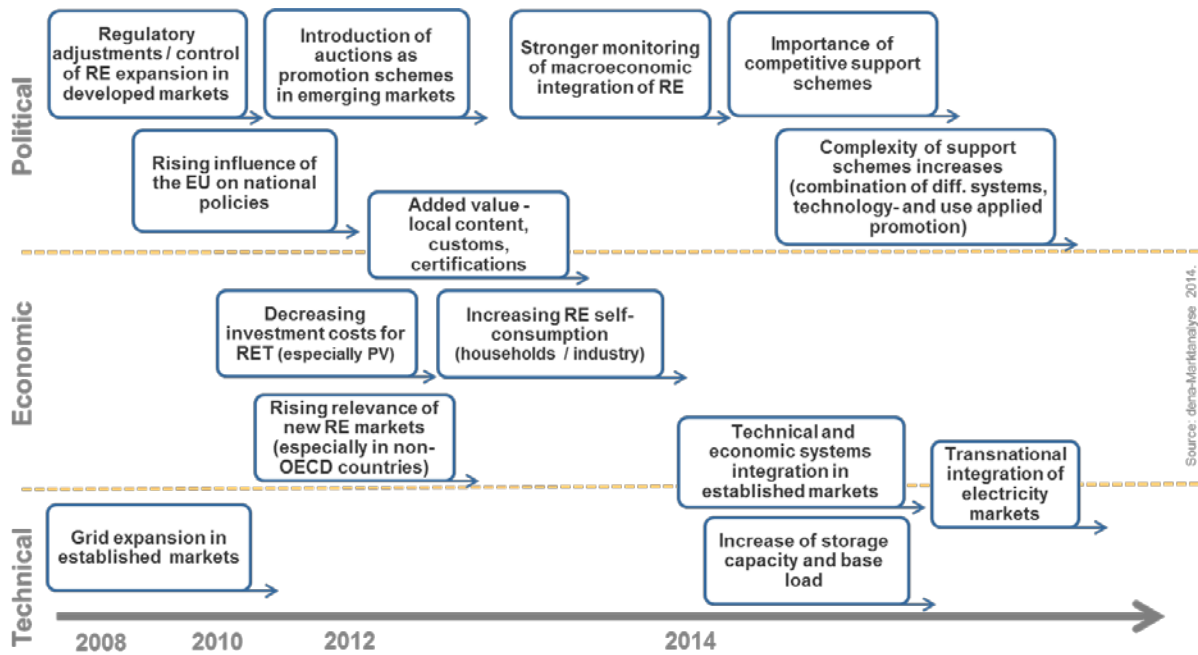 Political
Regulatory
adjustments / control
of RE expansion in
developed markets
Introduction of
auctions as
promotion schemes
in emerging markets
Stronger monitoring
of macroeconomic
integration of RE
Importance of
competitive support
schemes
Rising influence of
the EU on national
policies
Added value -
local content,
customs,
certifications
Complexity of support
schemes increases
(combination of diff. systems,
technology- and use applied
promotion)
Economic
Decreasing
investment costs for
RET (especially PV)
Increasing RE self-
consumption
(households / industry)
Rising relevance of
new RE markets
(especially in non-
OECD countries)
Technical and
economic systems
integration in
established markets
Transnational
integration of
electricity
markets
Technical
Grid expansion in
established markets
Increase of storage
capacity and base
load
2008
2010
2012
2014
Source: dena-Marktanalyse 2014.